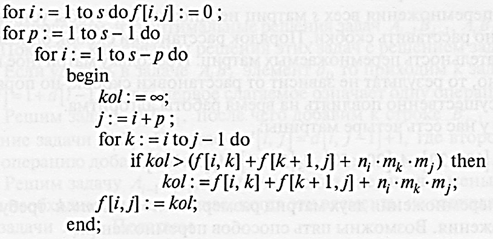 for i := 1 to s do f[i, j] := 0 ;
for p := 1 to s − 1 do
for i := 1 to s − p do
begin
kol := ∞;
j := i + p ;
for k := i to j − 1 do
if kol > (f[i, k] + f[k + 1, j] + nᵢ · mₖ · mⱼ) then
kol := f[i, k] + f[k + 1, j] + nᵢ · mₖ · mⱼ;
f[i, j] := kol;
end;